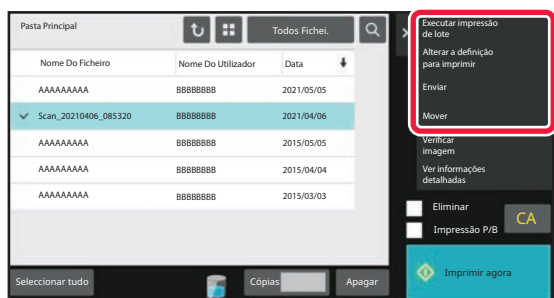 Pasta Principal
Todos Fichei.
Nome Do Ficheiro Nome Do Utilizador Data
AAAAAAAAA BBBBBBBB 2021/05/05
Scan_20210406_085320 BBBBBBBB 2021/04/06
AAAAAAAAA BBBBBBBB 2015/05/05
AAAAAAAAA BBBBBBBB 2015/04/04
AAAAAAAAA BBBBBBBB 2015/03/03
Seleccionar tudo
Cópias
Apagar
Executar impressão
de lote
Alterar a definição
para imprimir
Enviar
Mover
Verificar
imagem
Ver informações
detalhadas
Eliminar
Impressão P/B
CA
Imprimir agora